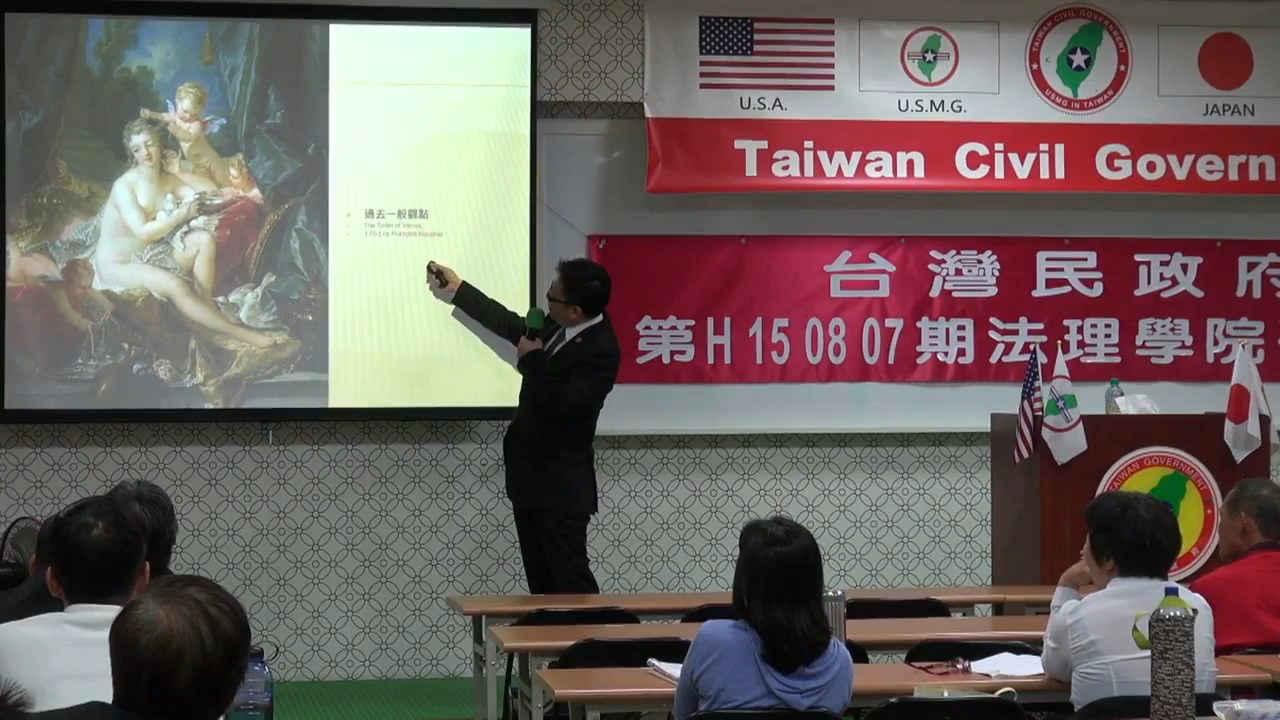 過去一般觀點
The Toilet of Venus
1751 by Francois Boucher
U.S.A.
U.S.M.G.
TAIWAN CIVIL GOVERNMENT
USMG IN TAIWAN
JAPAN
Taiwan Civil Govern
台灣民政府
第H 15 08 07 期法理學院
TAIWAN GOVERNMENT